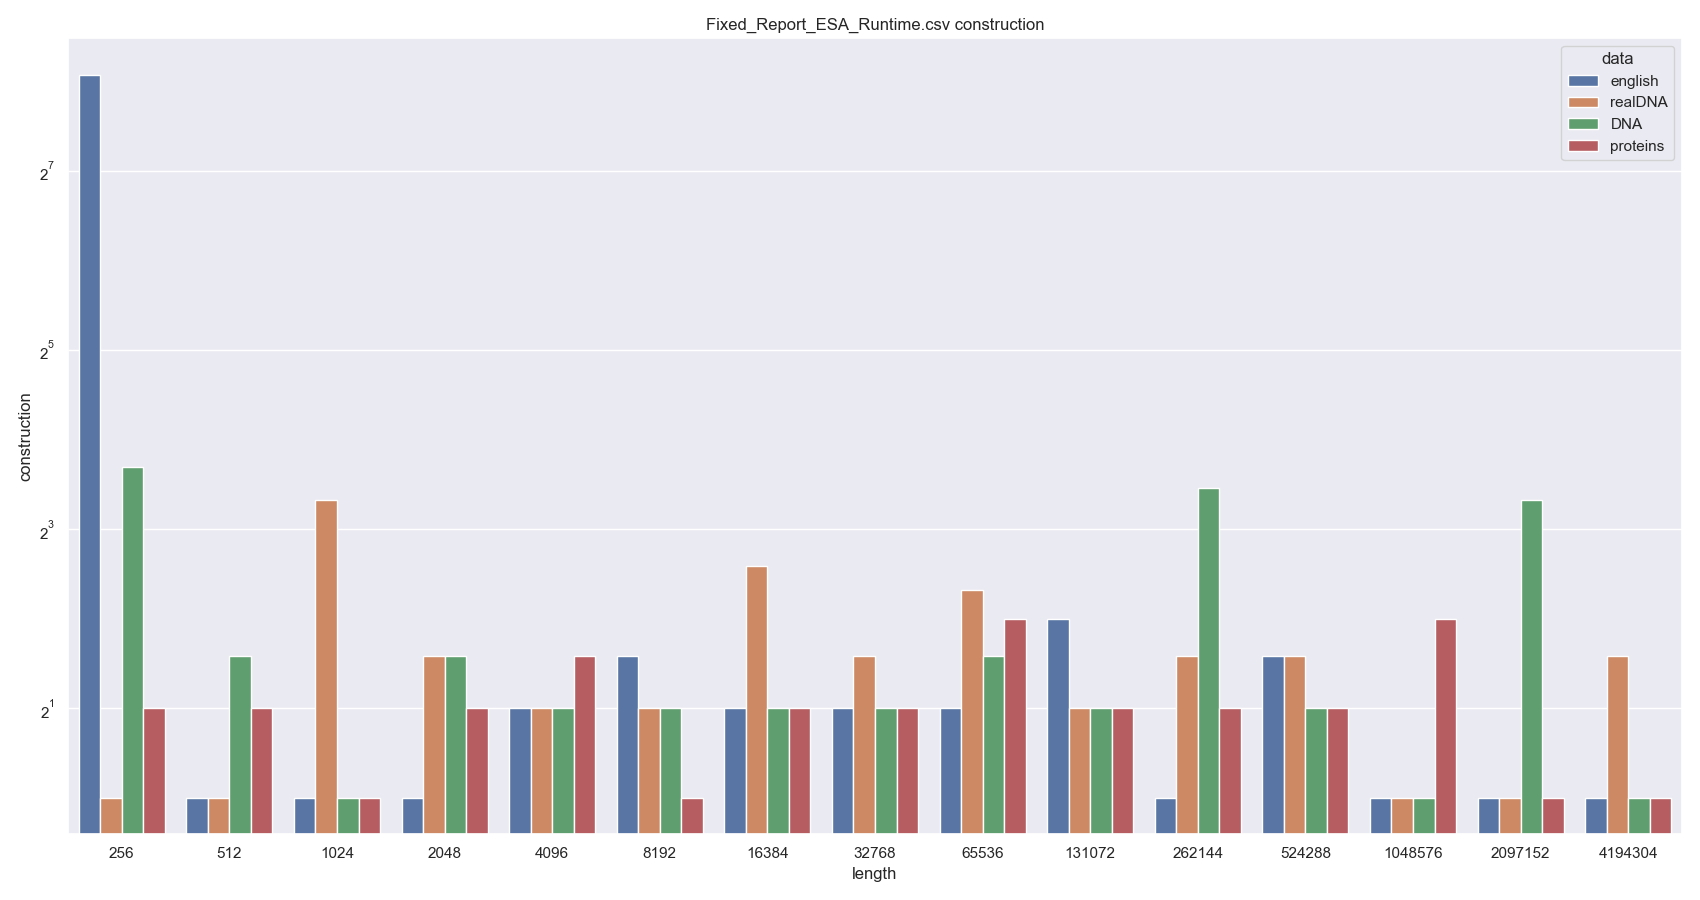 Fixed_Report_ESA_Runtime.csv construction
data
english
realDNA
DNA
proteins
construction
2^7
2^5
2^3
2^1
256 512 1024 2048 4096 8192 16384 32768 65536 131072 262144 524288 1048576 2097152 4194304
length